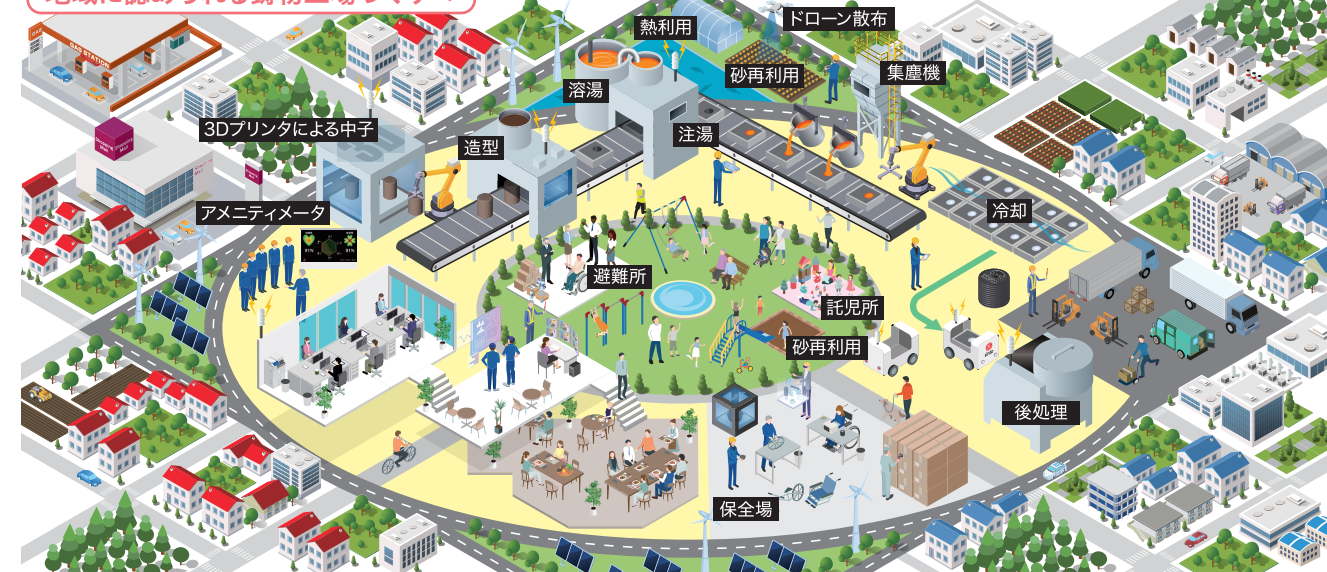 熱利用
ドローン散布
GAS STATION
砂再利用
集塵機
溶湯
3Dプリンタによる中子
注湯
造型
アメニティメータ
冷却
避難所
託児所
砂再利用
後処理
保全場